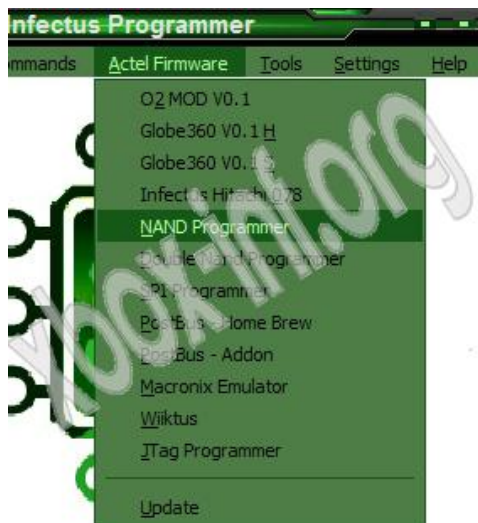 Infectus Programmer
ommands Actel Firmware Tools Settings Help
O2 MOD V0.1
Globe360 V0.1 H
Globe360 V0.1 S
Infectus Hitachi 078
NAND Programmer
Double Nand Programmer
SPI Programmer
PostBus - Home Brew
PostBus - Addon
Macronix Emulator
Wiiktus
JTag Programmer
Update
xbox-inf.org